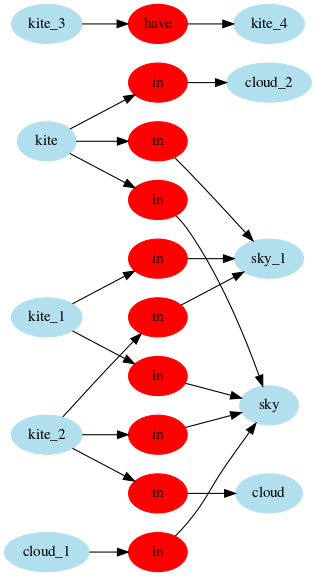 kite_3 have kite_4
in cloud_2
kite in
in
in sky_1
kite_1 in
in
sky
kite_2 in
in cloud
cloud_1 in